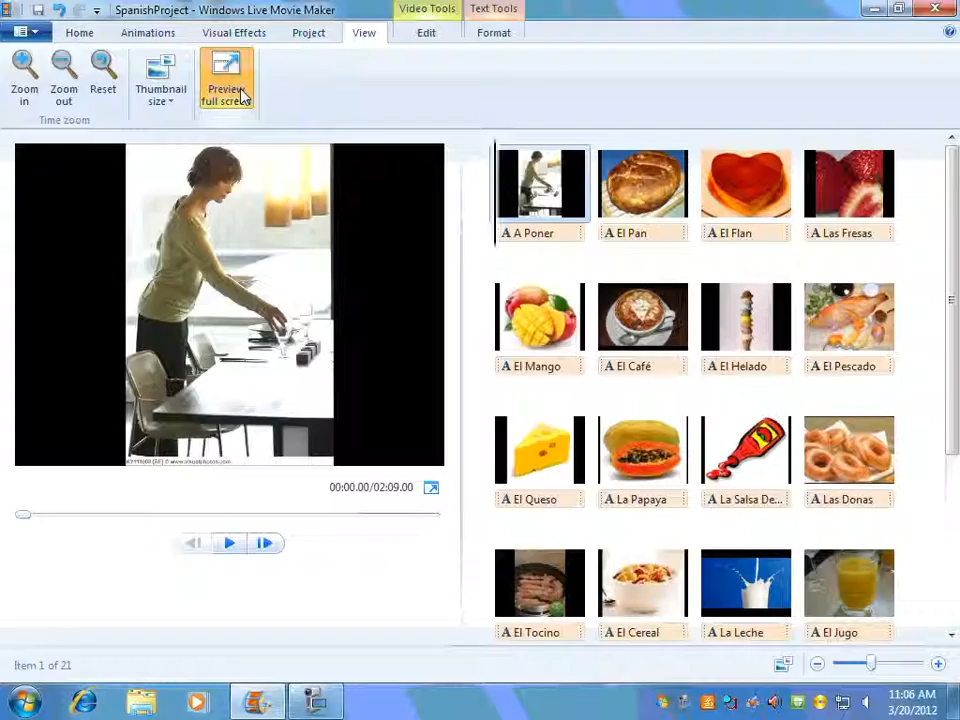 SpanishProject - Windows Live Movie Maker
Video Tools
Text Tools
Home
Animations
Visual Effects
Project
View
Edit
Format
Zoom in
Zoom out
Reset
Thumbnail size
Preview full screen
Time zoom
A Poner
El Pan
El Flan
Las Fresas
El Mango
El Café
El Helado
El Pescado
El Queso
La Papaya
La Salsa De...
Las Donas
El Tocino
El Cereal
La Leche
El Jugo
00:00.00/02:09.00
Item 1 of 21
11:06 AM
3/20/2012